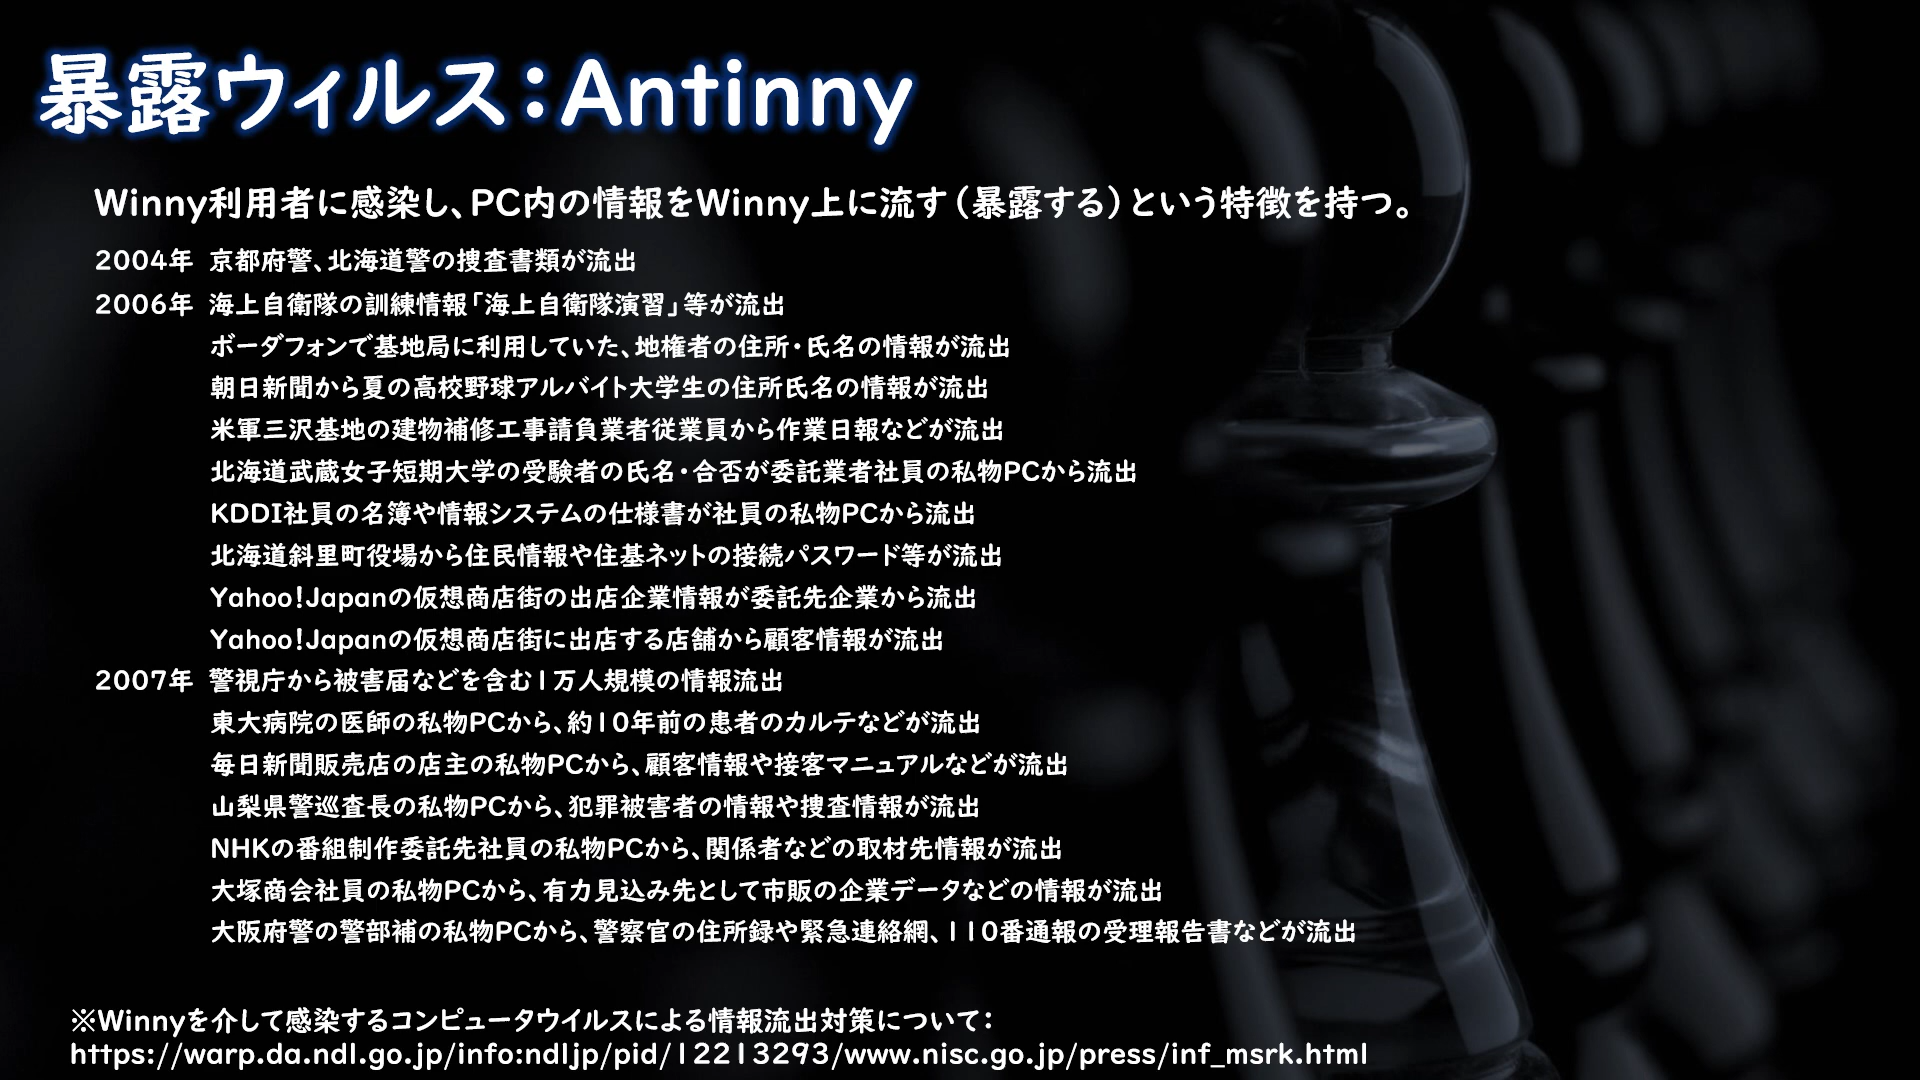 暴露ウィルス：Antinny
Winny利用者に感染し、PC内の情報をWinny上に流す（暴露する）という特徴を持つ。
2004年 京都府警、北海道警の捜査書類が流出
2006年 海上自衛隊の訓練情報「海上自衛隊演習」等が流出
ボーダフォンで基地局に利用していた、地権者の住所・氏名の情報が流出
朝日新聞から夏の高校野球アルバイト大学生の住所氏名の情報が流出
米軍三沢基地の建物補修工事請負業者従業員から作業日報などが流出
北海道武蔵女子短期大学の受験者の氏名・合否が委託業者社員の私物PCから流出
KDDI社員の名簿や情報システムの仕様書が社員の私物PCから流出
北海道斜里町役場から住民情報や住基ネットの接続パスワード等が流出
Yahoo!Japanの仮想商店街の出店企業情報が委託先企業から流出
Yahoo!Japanの仮想商店街に出店する店舗から顧客情報が流出
2007年 警視庁から被害届などを含む1万人規模の情報流出
東大病院の医師の私物PCから、約10年前の患者のカルテなどが流出
毎日新聞販売店の店主の私物PCから、顧客情報や接客マニュアルなどが流出
山梨県警巡査長の私物PCから、犯罪被害者の情報や捜査情報が流出
NHKの番組制作委託先社員の私物PCから、関係者などの取材先情報が流出
大塚商会社員の私物PCから、有力見込み先として市販の企業データなどの情報が流出
大阪府警の警部補の私物PCから、警察官の住所録や緊急連絡網、110番通報の受理報告書などが流出
※Winnyを介して感染するコンピュータウイルスによる情報流出対策について：
https://warp.da.ndl.go.jp/info:ndljp/pid/12213293/www.nisc.go.jp/press/inf_msrk.html